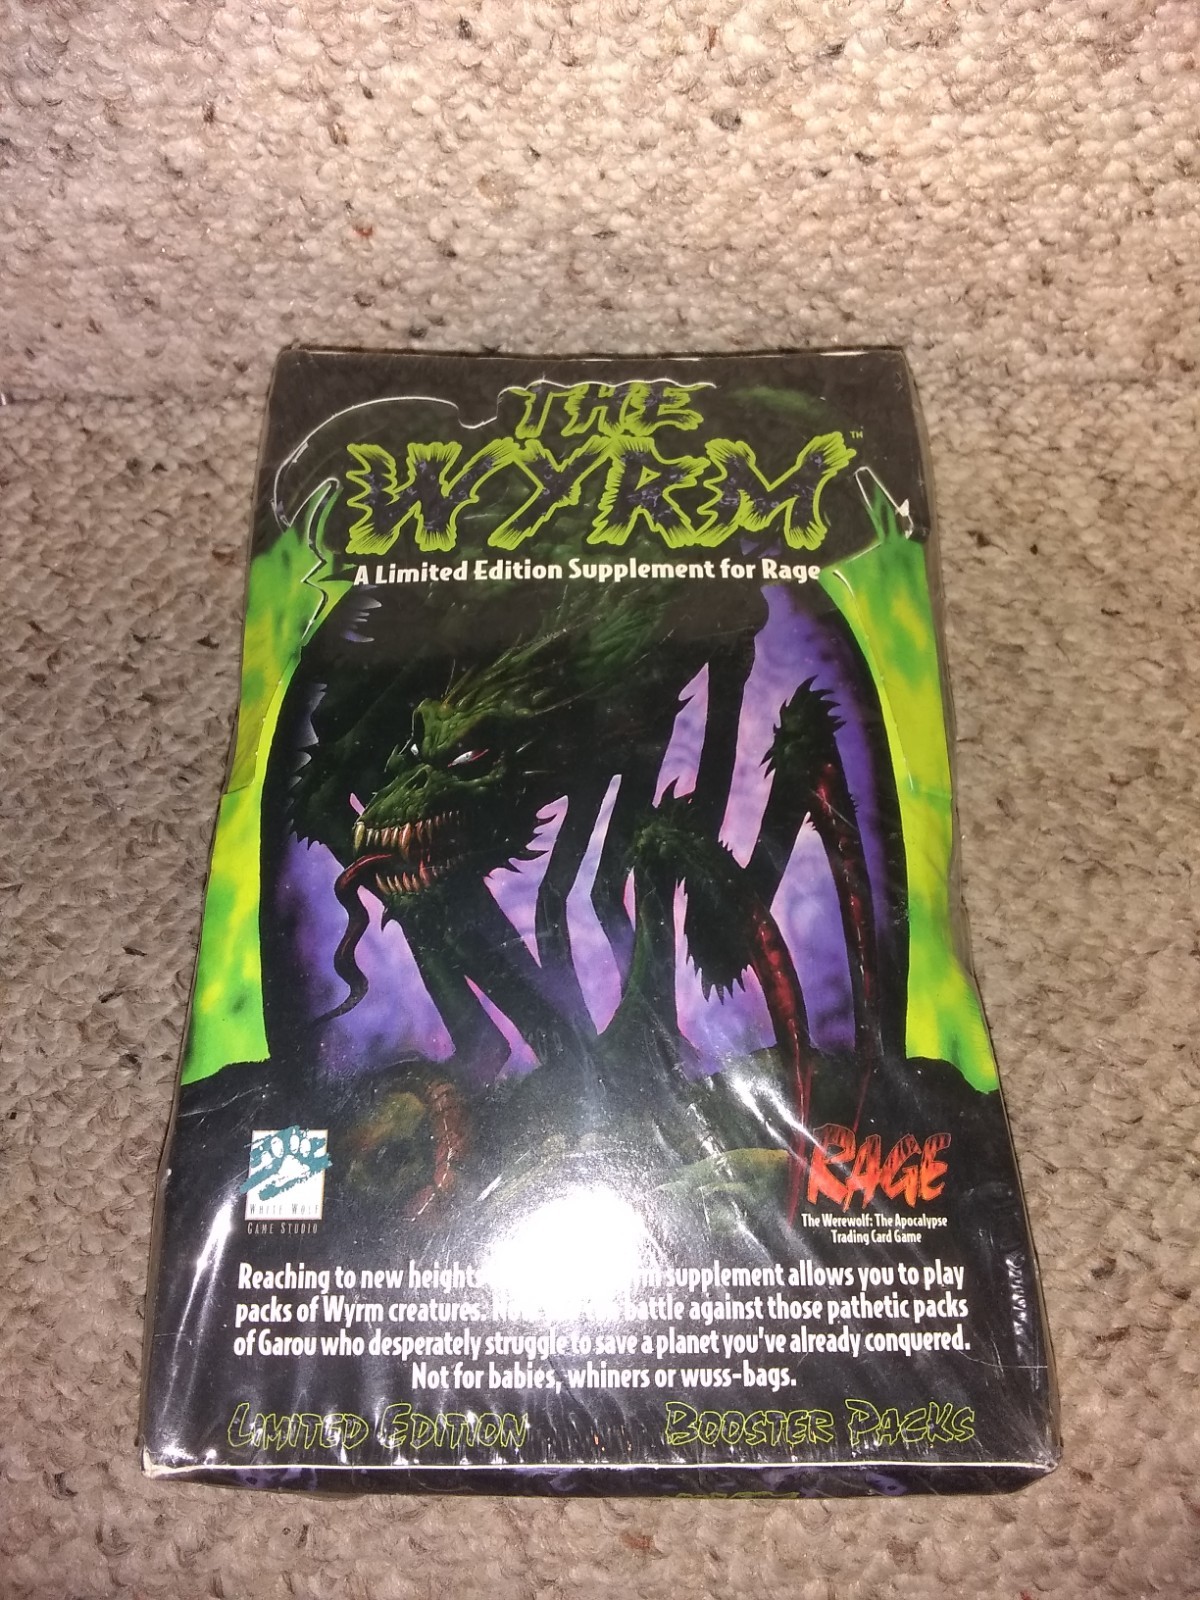 THE
WYRM™
A Limited Edition Supplement for Rage
WHITE WOLF
GAME STUDIO
RAGE
The Werewolf: The Apocalypse
Trading Card Game
Reaching to new heights supplement allows you to play
packs of Wyrm creatures. battle against those pathetic packs
of Garou who desperately struggle to save a planet you've already conquered.
Not for babies, whiners or wuss-bags.
LIMITED EDITION
BOOSTER PACKS